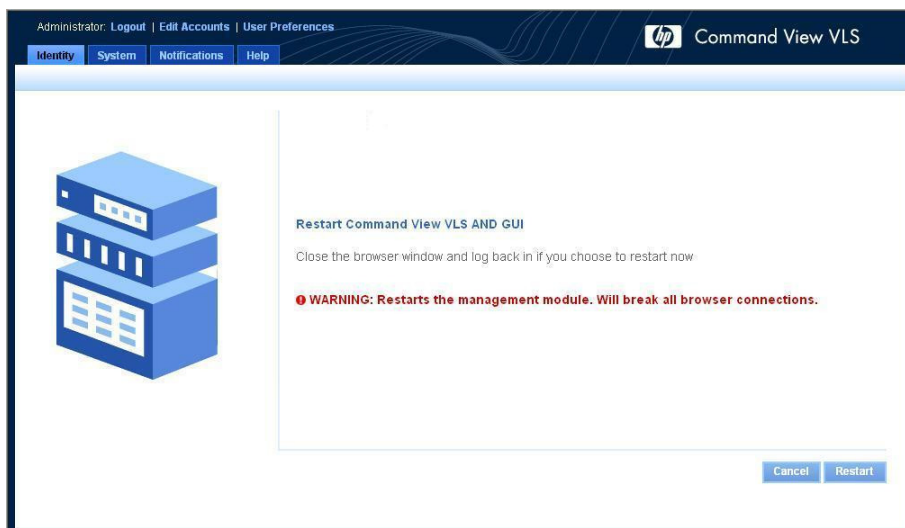 Administrator: Logout | Edit Accounts | User Preferences
hp Command View VLS
Identity System Notifications Help
Restart Command View VLS AND GUI
Close the browser window and log back in if you choose to restart now
WARNING: Restarts the management module. Will break all browser connections.
Cancel Restart